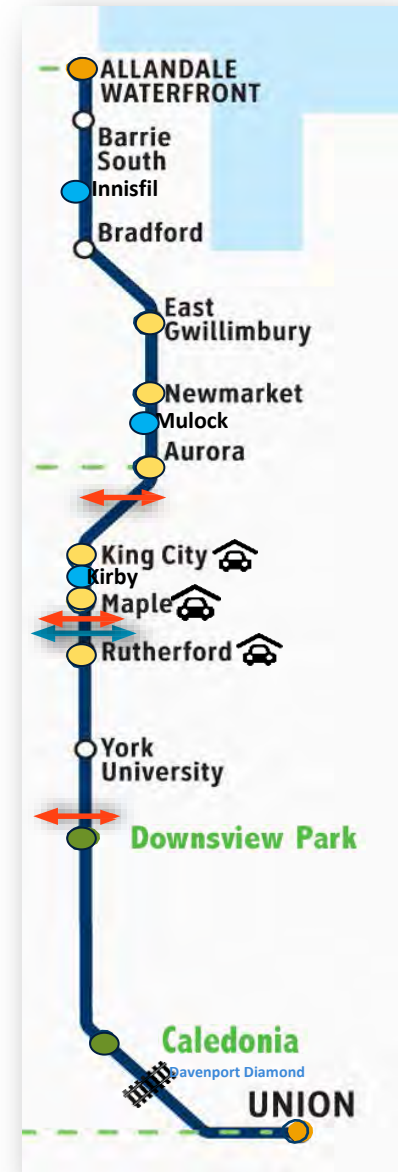 ALLANDALE
WATERFRONT
Barrie
South
Innisfil
Bradford
East
Gwillimbury
Newmarket
Mulock
Aurora
King City
Kirby
Maple
Rutherford
York
University
Downsview Park
Caledonia
Davenport Diamond
UNION